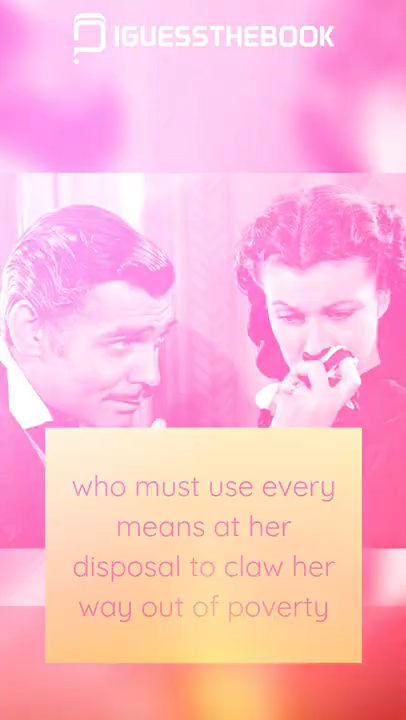 IGUESSTHEBOOK
who must use every
means at her
disposal to claw her
way out of poverty